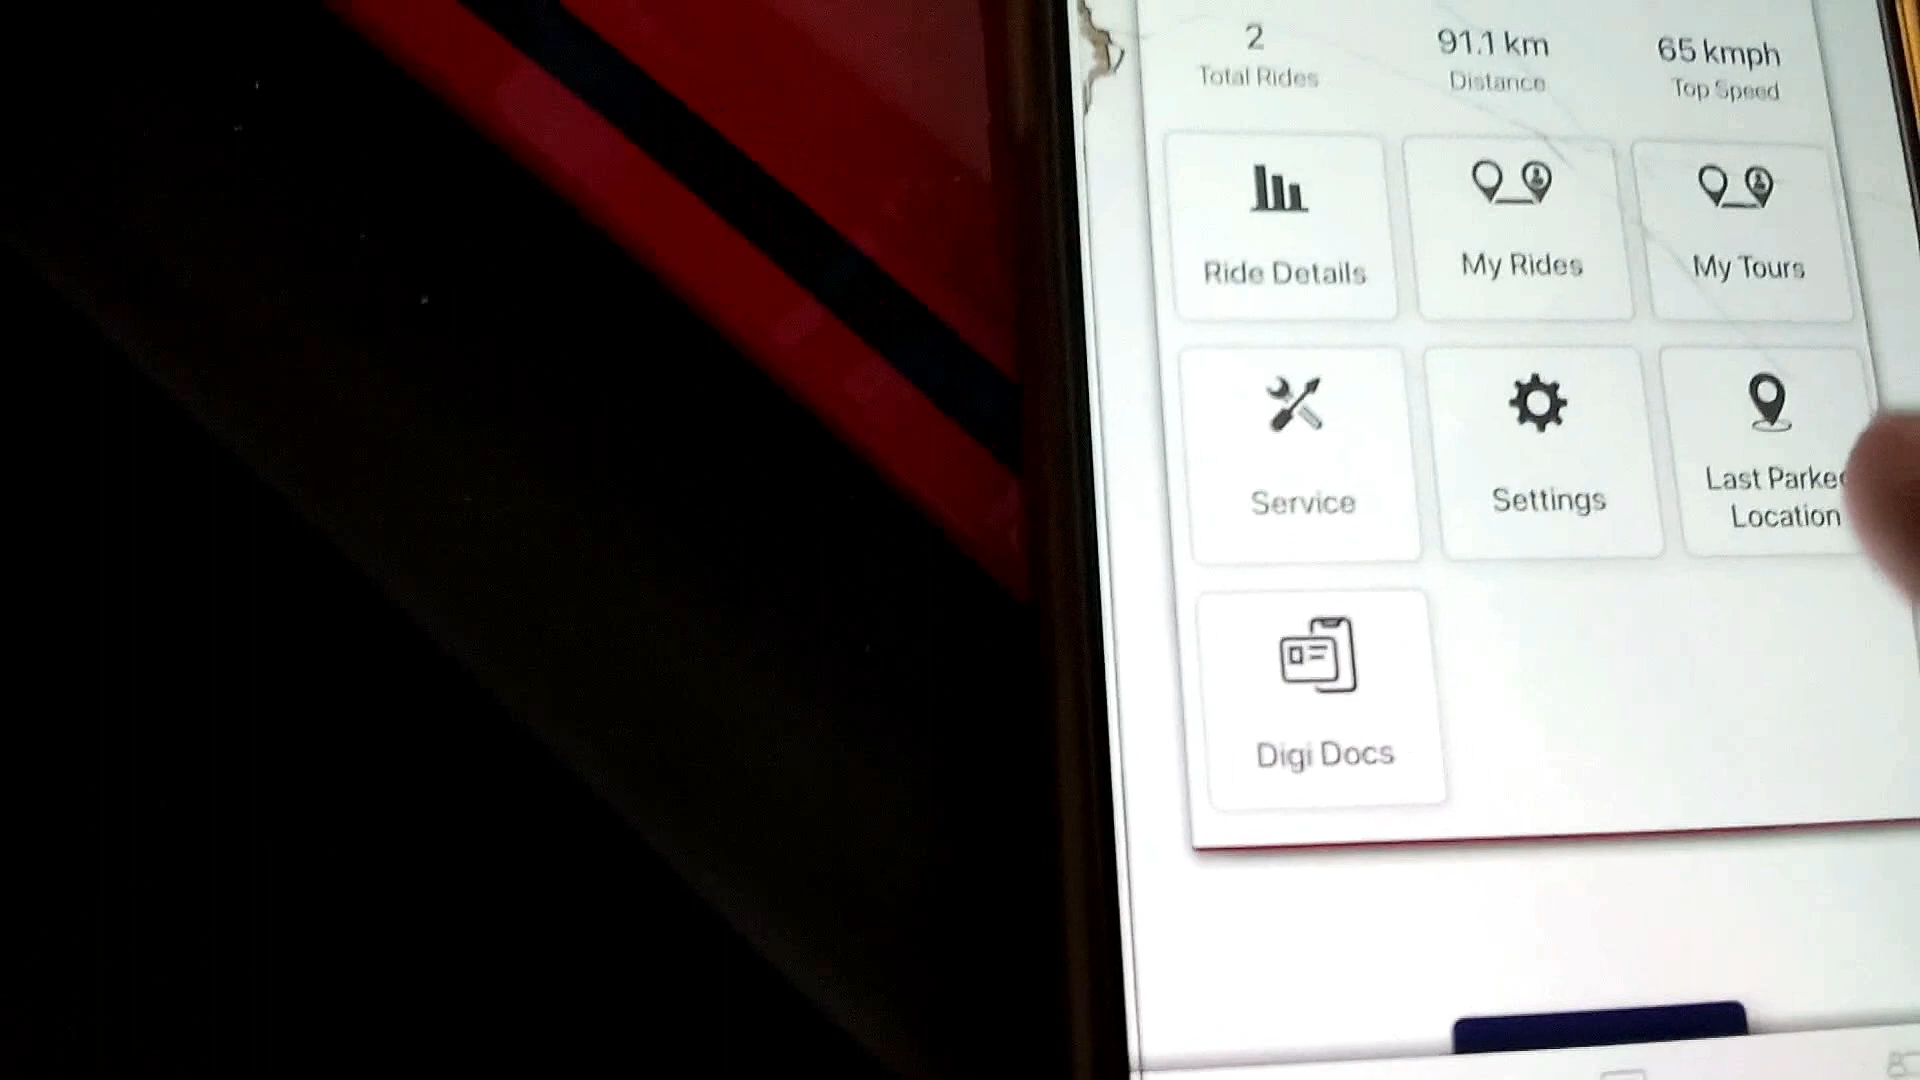 2 91.1 km 65 kmph
Total Rides Distance Top Speed
Ride Details My Rides My Tours
Service Settings Last Parked
Location
Digi Docs